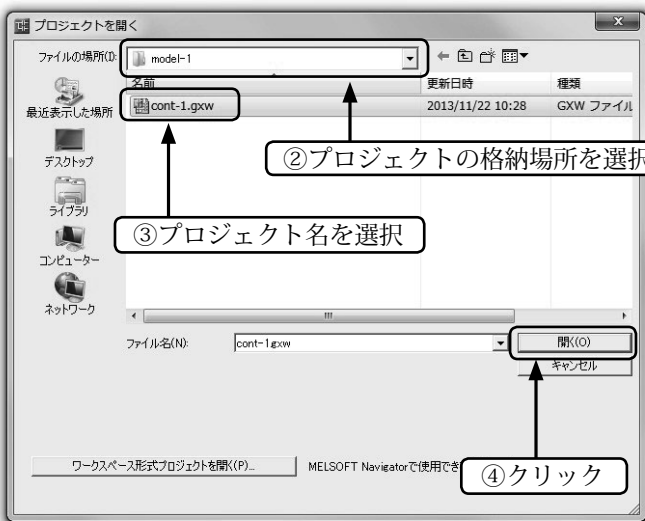 プロジェクトを開く
x
ファイルの場所(I):
model-1
名前
更新日時
種類
cont-1.gxw
2013/11/22 10:28
GXW ファイル
最近表示した場所
デスクトップ
ライブラリ
コンピューター
ネットワーク
②プロジェクトの格納場所を選択
③プロジェクト名を選択
ファイル名(N):
cont-1.gxw
開く(O)
キャンセル
ワークスペース形式プロジェクトを開く(P)...
MELSOFT Navigatorで使用でき
④クリック